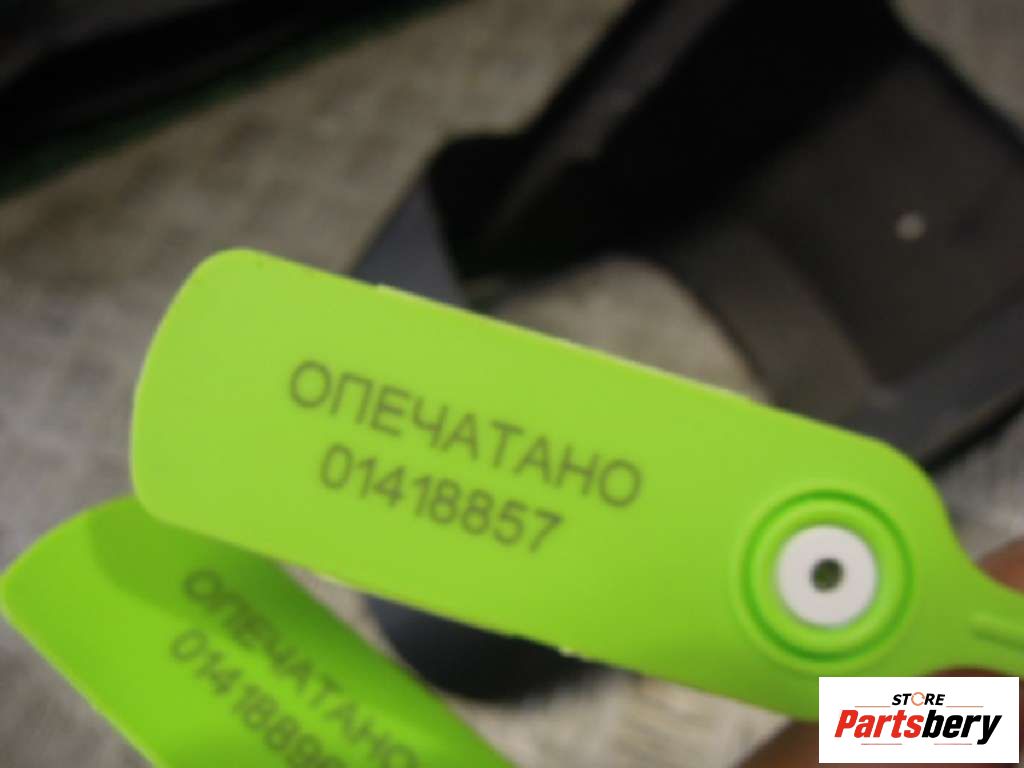 ОПЕЧАТАНО
01418857
ОПЕЧАТАНО
STORE
Partsbery